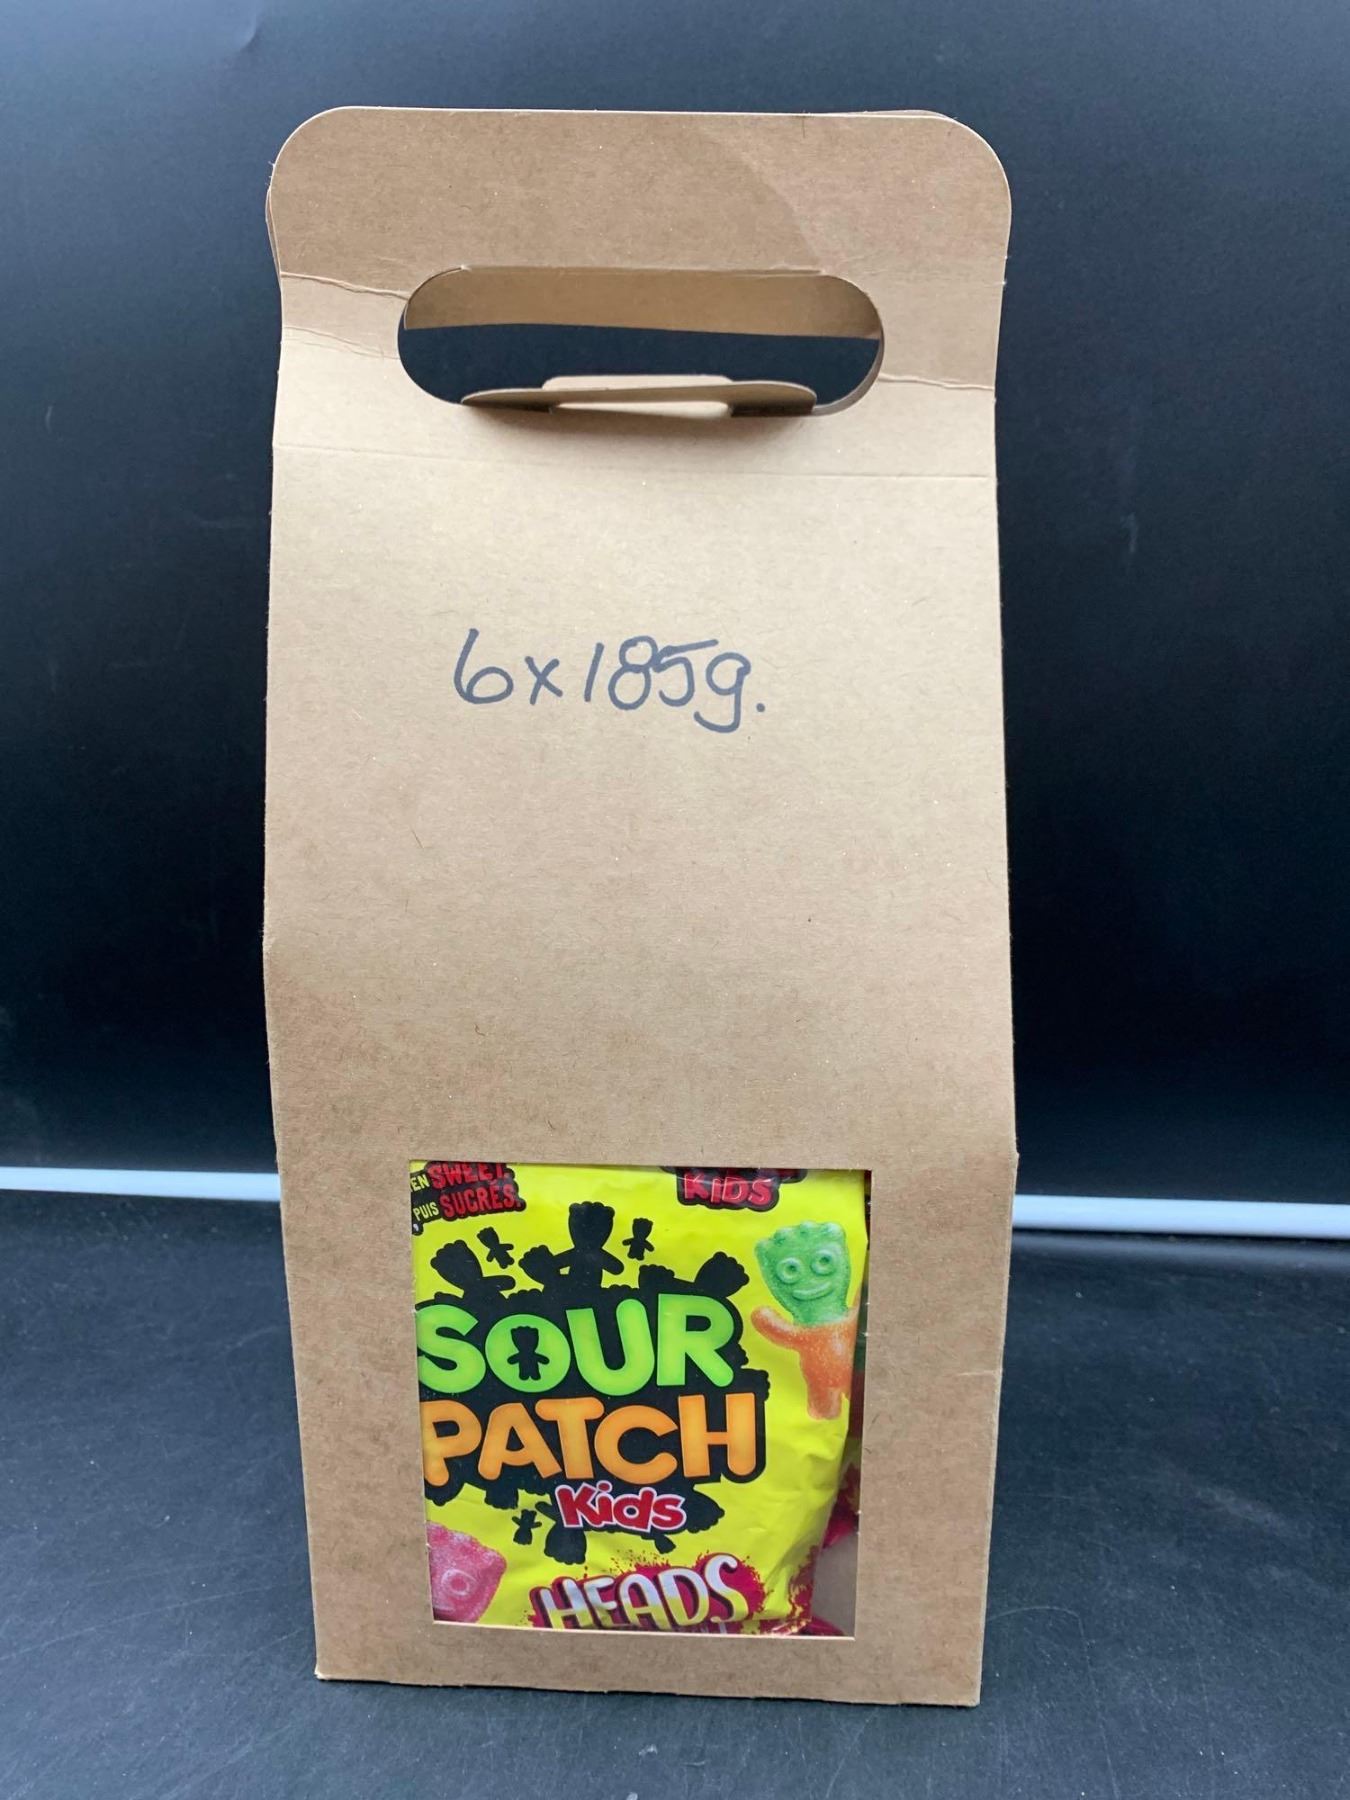 6x185g.
EN SWEET.
PUIS SUCRÉS.
KIDS
SOUR
PATCH
Kids
HEADS